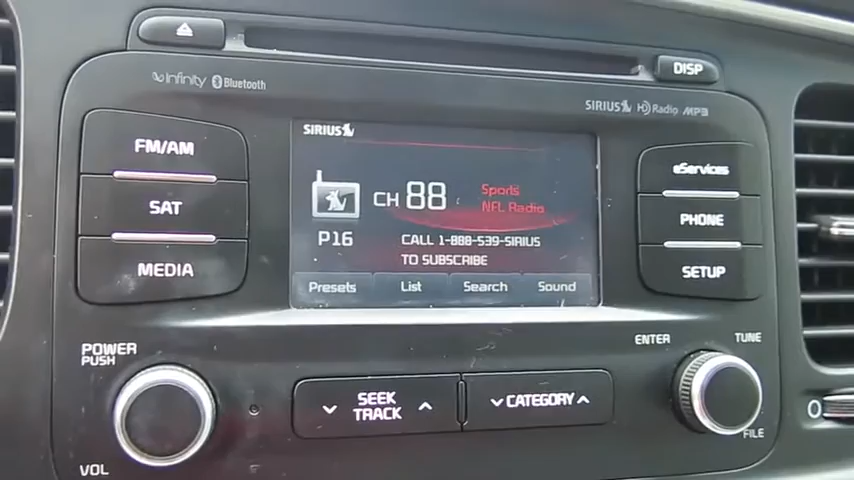 DISP
Infinity Bluetooth
SIRIUS HD Radio MP3
FM/AM
SAT
MEDIA
SIRIUS
CH 88
Sports
NFL Radio
P16
CALL 1-888-539-SIRIUS
TO SUBSCRIBE
Presets List Search Sound
eServices
PHONE
SETUP
POWER
PUSH
VOL
SEEK
TRACK
CATEGORY
ENTER
TUNE
FILE